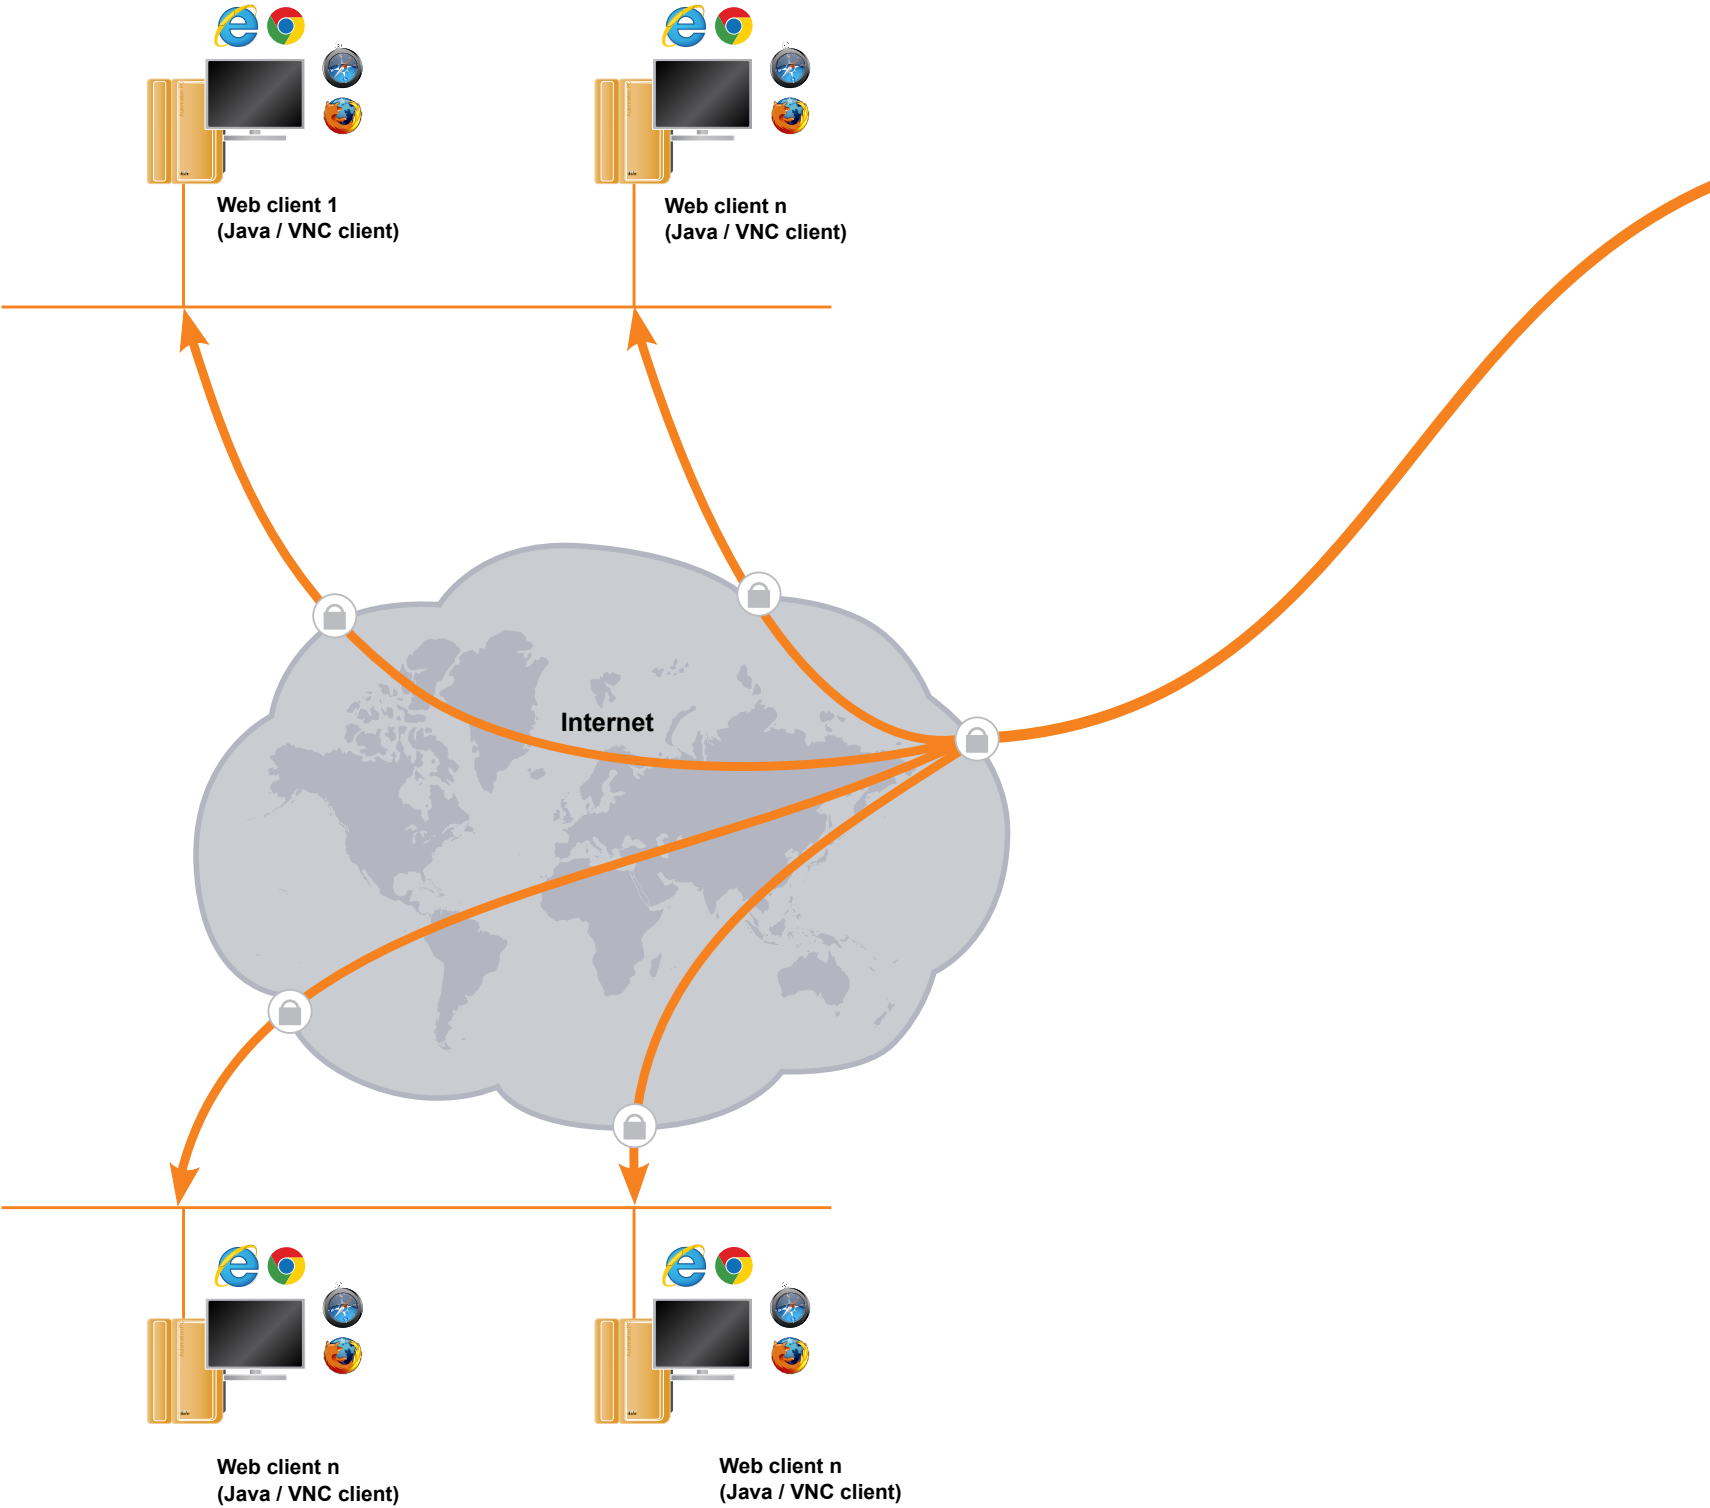 Web client 1
(Java / VNC client)
Web client n
(Java / VNC client)
Internet
Web client n
(Java / VNC client)
Web client n
(Java / VNC client)